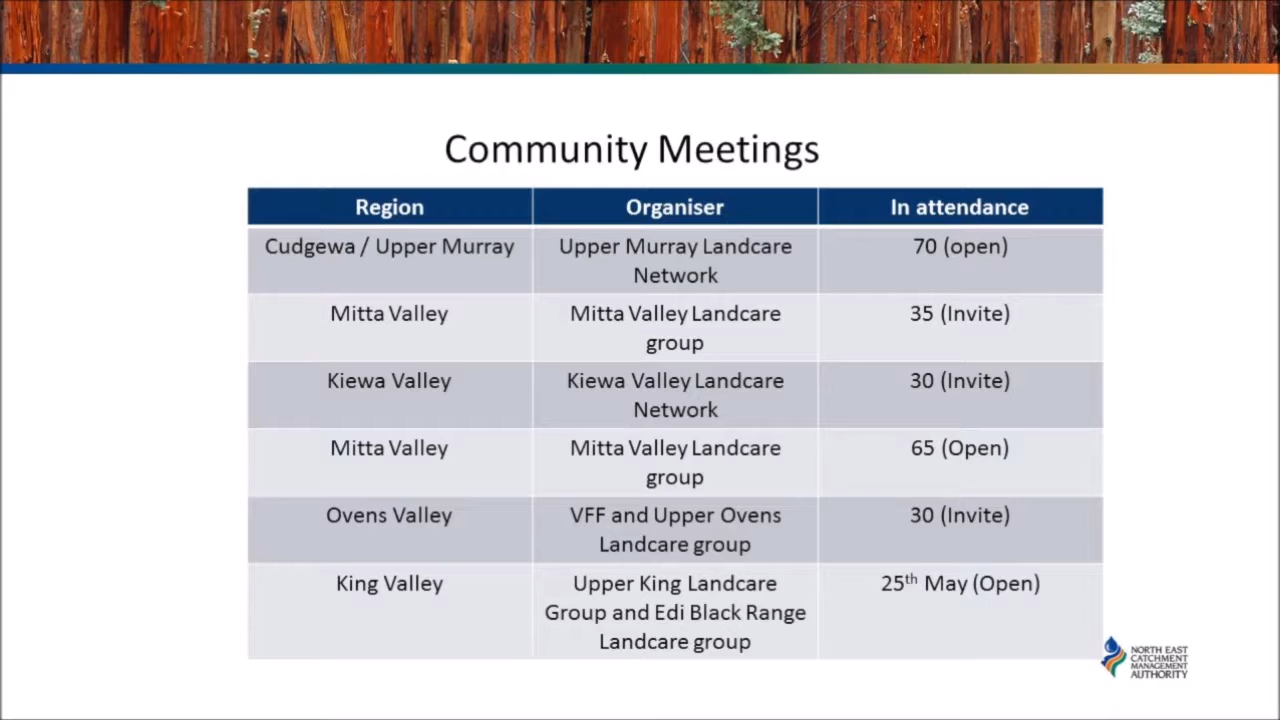 Community Meetings
Region
Organiser
In attendance
Cudgewa / Upper Murray
Upper Murray Landcare
Network
70 (open)
Mitta Valley
Mitta Valley Landcare
group
35 (Invite)
Kiewa Valley
Kiewa Valley Landcare
Network
30 (Invite)
Mitta Valley
Mitta Valley Landcare
group
65 (Open)
Ovens Valley
VFF and Upper Ovens
Landcare group
30 (Invite)
King Valley
Upper King Landcare
Group and Edi Black Range
Landcare group
25th May (Open)
NORTH EAST
CATCHMENT
MANAGEMENT
AUTHORITY